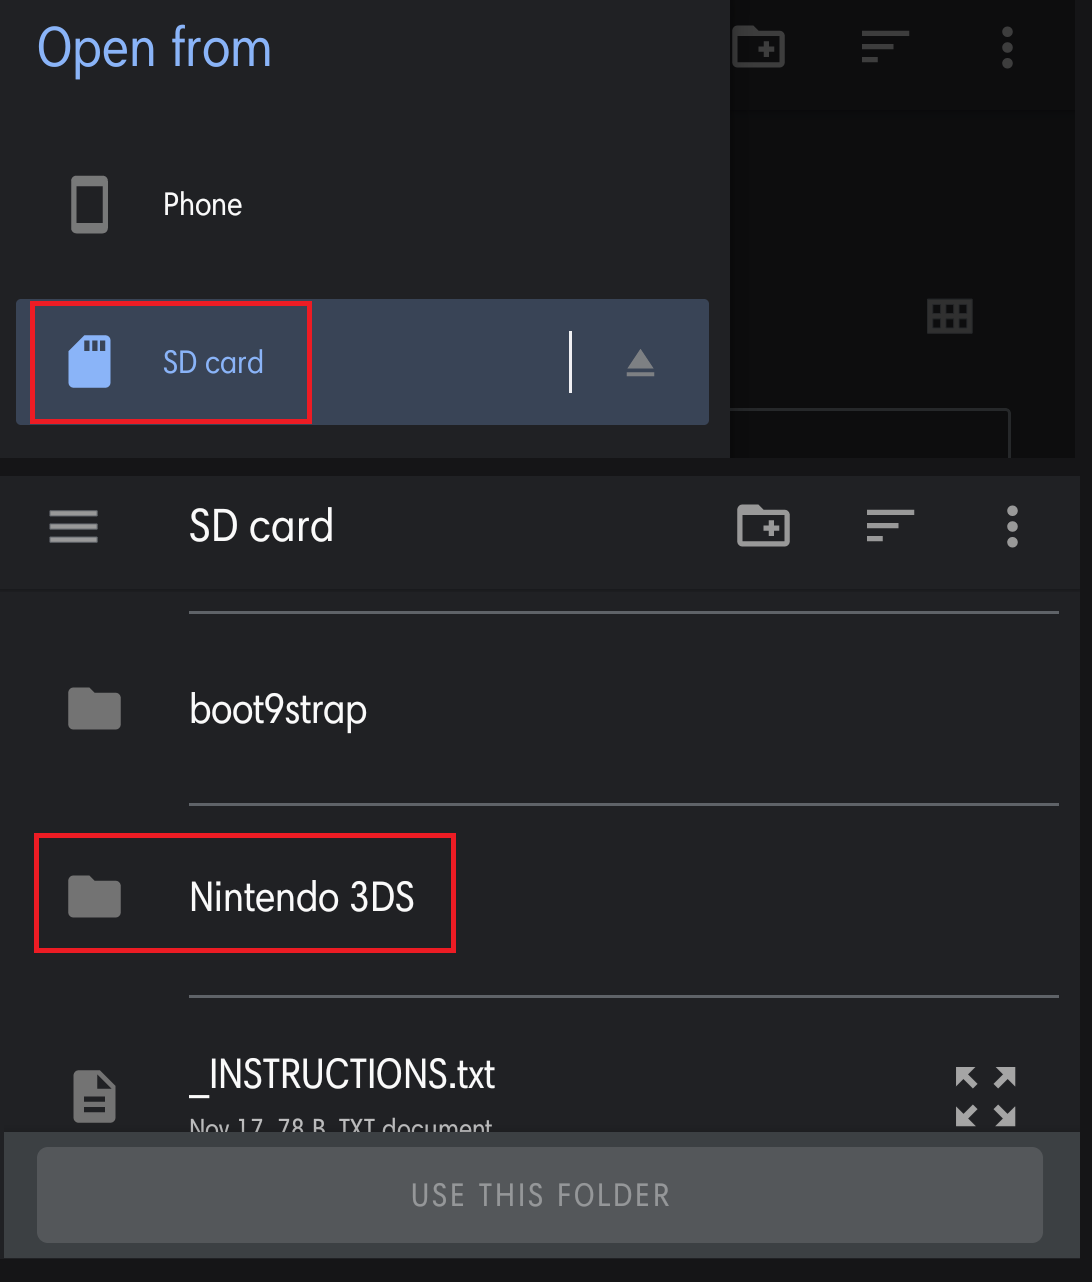 Open from
Phone
SD card
SD card
boot9strap
Nintendo 3DS
_INSTRUCTIONS.txt
Nov 17, 78 B, TXT document
USE THIS FOLDER